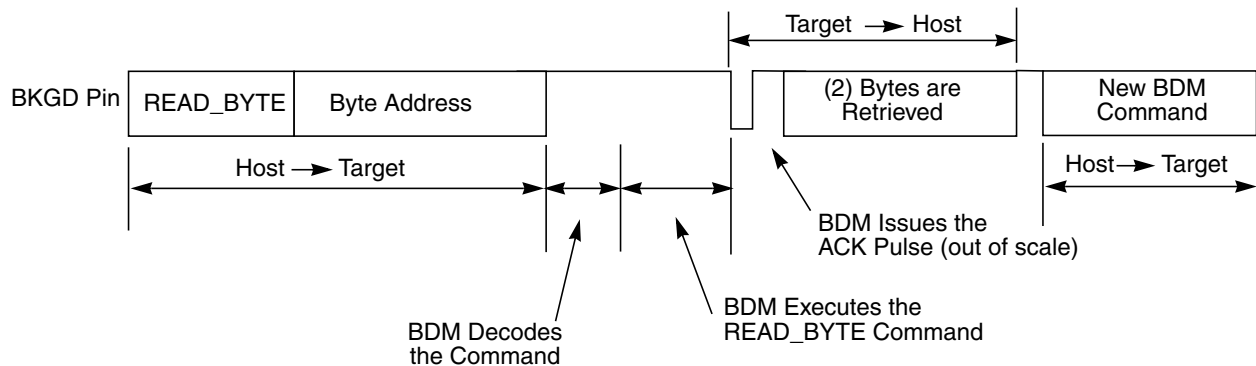 Target → Host
BKGD Pin
READ_BYTE
Byte Address
(2) Bytes are
Retrieved
New BDM
Command
Host → Target
Host → Target
BDM Issues the
ACK Pulse (out of scale)
BDM Decodes
the Command
BDM Executes the
READ_BYTE Command